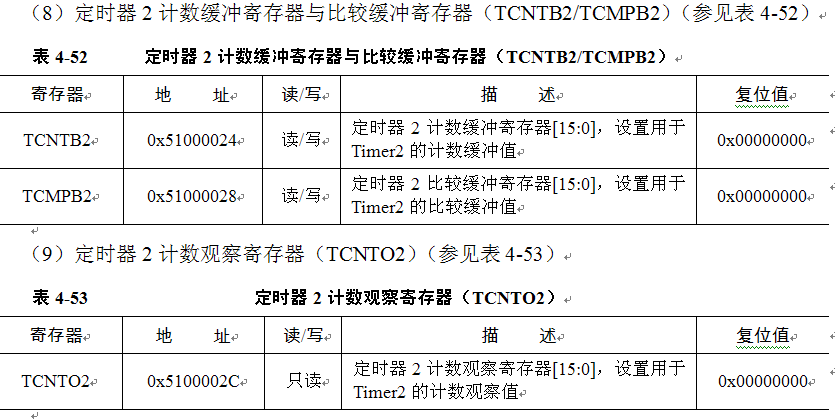 （8）定时器 2 计数缓冲寄存器与比较缓冲寄存器（TCNTB2/TCMPB2）（参见表 4-52）
表 4-52 定时器 2 计数缓冲寄存器与比较缓冲寄存器（TCNTB2/TCMPB2）
寄存器 地 址 读/写 描 述 复位值
TCNTB2 0x51000024 读/写 定时器 2 计数缓冲寄存器[15:0]，设置用于
Timer2 的计数缓冲值 0x00000000
TCMPB2 0x51000028 读/写 定时器 2 比较缓冲寄存器[15:0]，设置用于
Timer2 的比较缓冲值 0x00000000
（9）定时器 2 计数观察寄存器（TCNTO2）（参见表 4-53）
表 4-53 定时器 2 计数观察寄存器（TCNTO2）
寄存器 地 址 读/写 描 述 复位值
TCNTO2 0x5100002C 只读 定时器 2 计数观察寄存器[15:0]，设置用于
Timer2 的计数观察值 0x00000000